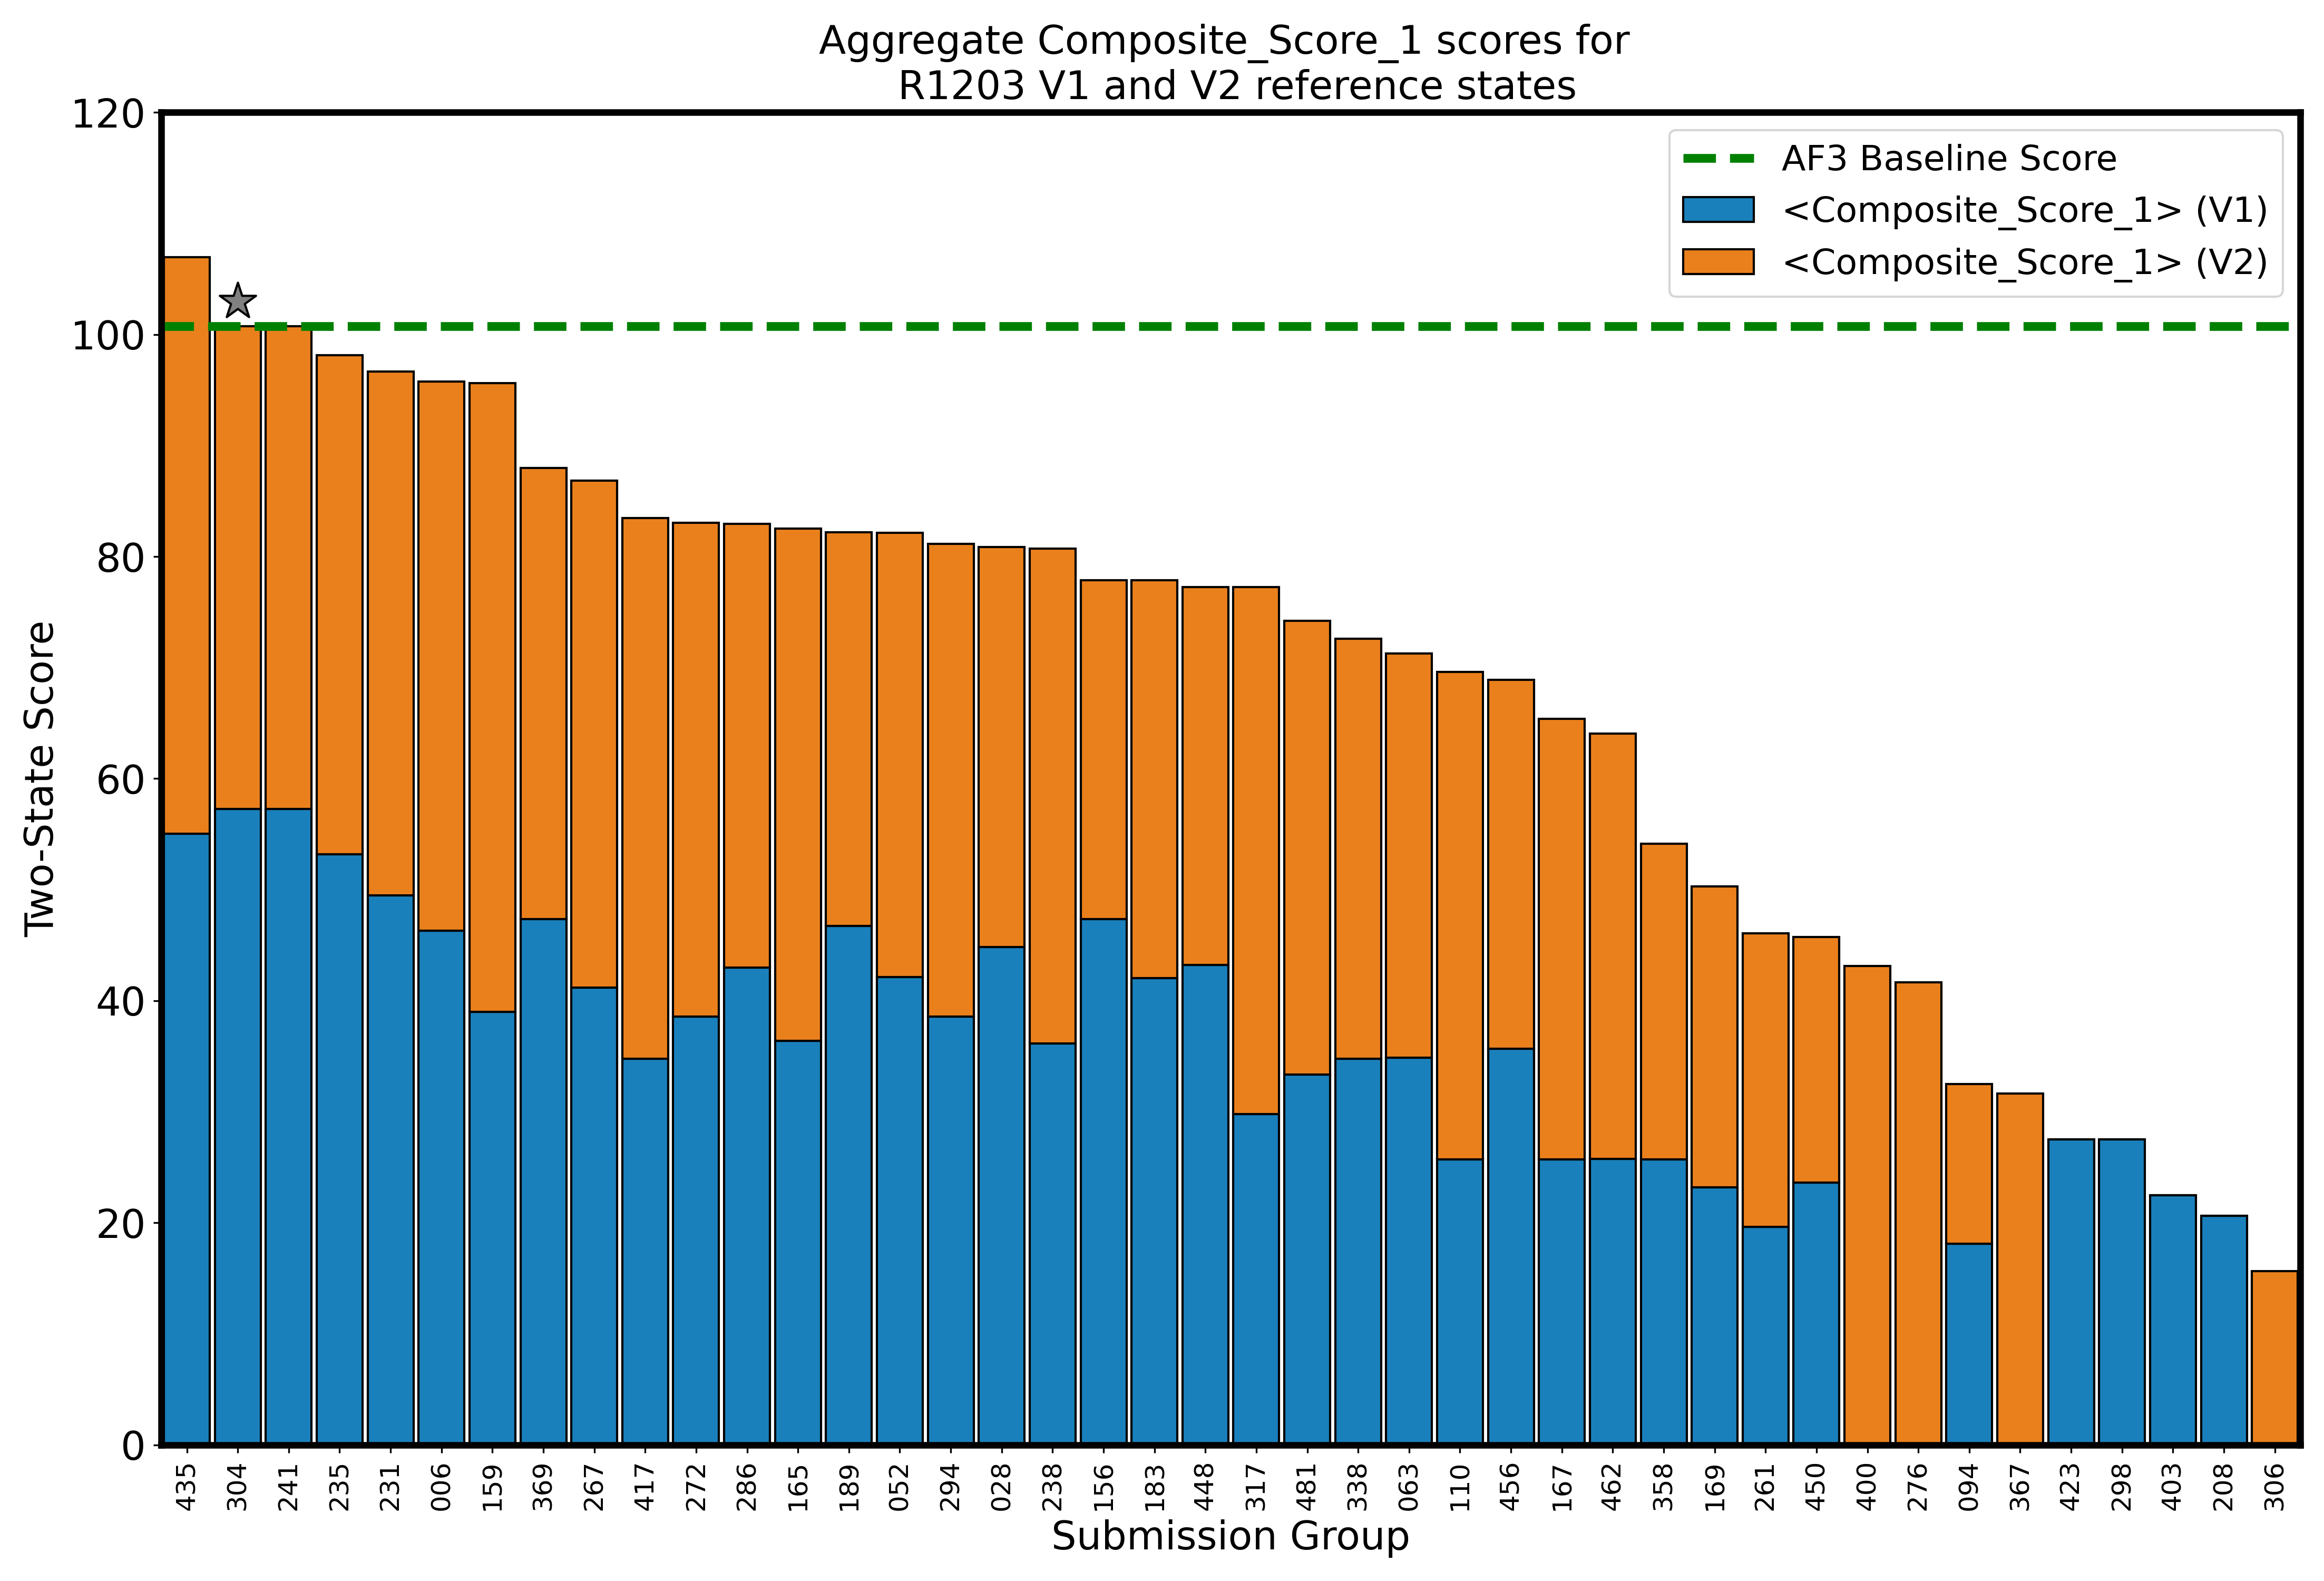 Aggregate Composite_Score_1 scores for
R1203 V1 and V2 reference states
AF3 Baseline Score
<Composite_Score_1> (V1)
<Composite_Score_1> (V2)
Two-State Score
120
100
80
60
40
20
0
435 304 241 235 231 006 159 369 267 417 272 286 165 189 052 294 028 238 156 183 448 317 481 338 063 110 456 167 462 358 169 261 450 400 276 094 367 423 298 403 208 306
Submission Group